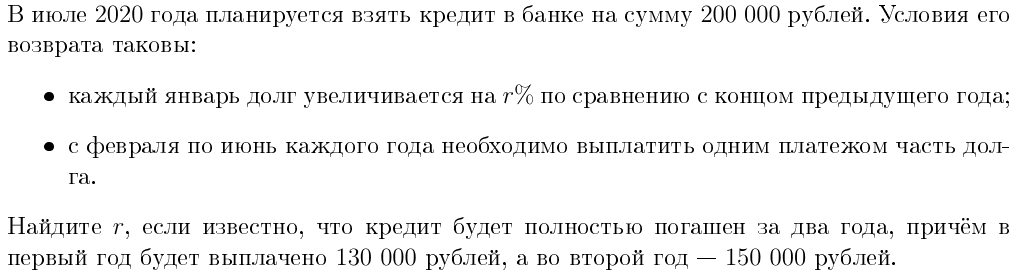 В июле 2020 года планируется взять кредит в банке на сумму 200 000 рублей. Условия его
возврата таковы:
• каждый январь долг увеличивается на r% по сравнению с концом предыдущего года;
• с февраля по июнь каждого года необходимо выплатить одним платежом часть дол-
га.
Найдите r, если известно, что кредит будет полностью погашен за два года, причём в
первый год будет выплачено 130 000 рублей, а во второй год — 150 000 рублей.